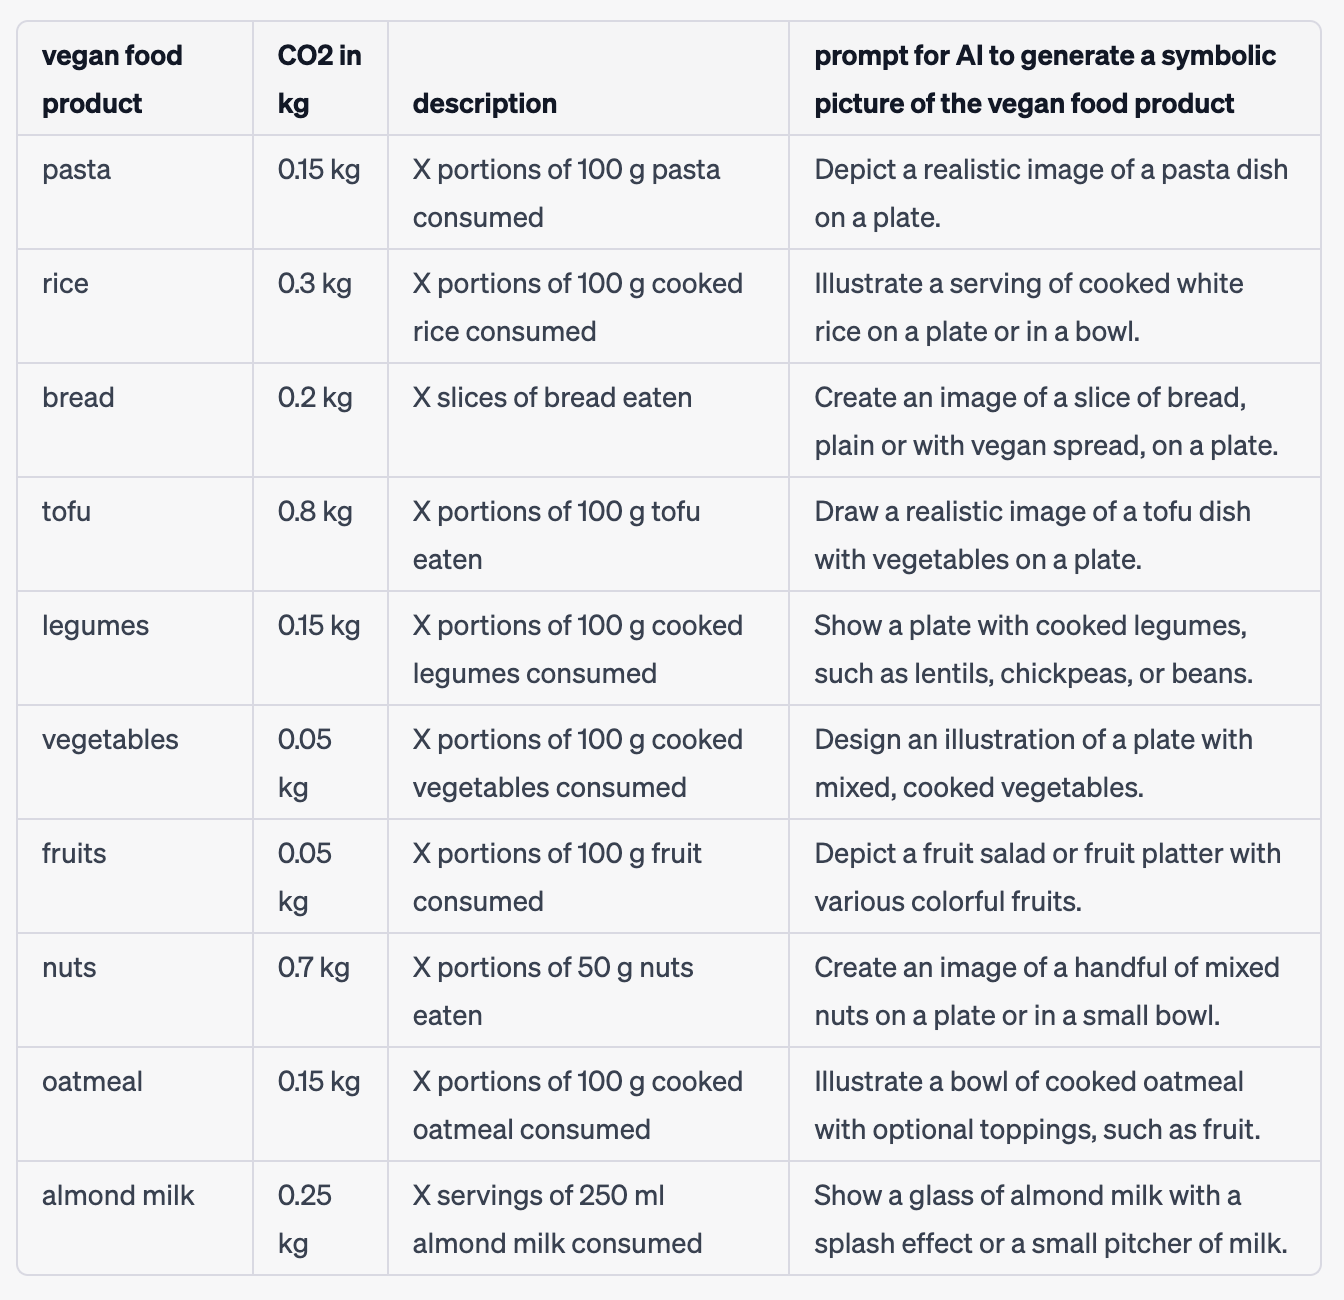 vegan food product | CO2 in kg | description | prompt for AI to generate a symbolic picture of the vegan food product
pasta | 0.15 kg | X portions of 100 g pasta consumed | Depict a realistic image of a pasta dish on a plate.
rice | 0.3 kg | X portions of 100 g cooked rice consumed | Illustrate a serving of cooked white rice on a plate or in a bowl.
bread | 0.2 kg | X slices of bread eaten | Create an image of a slice of bread, plain or with vegan spread, on a plate.
tofu | 0.8 kg | X portions of 100 g tofu eaten | Draw a realistic image of a tofu dish with vegetables on a plate.
legumes | 0.15 kg | X portions of 100 g cooked legumes consumed | Show a plate with cooked legumes, such as lentils, chickpeas, or beans.
vegetables | 0.05 kg | X portions of 100 g cooked vegetables consumed | Design an illustration of a plate with mixed, cooked vegetables.
fruits | 0.05 kg | X portions of 100 g fruit consumed | Depict a fruit salad or fruit platter with various colorful fruits.
nuts | 0.7 kg | X portions of 50 g nuts eaten | Create an image of a handful of mixed nuts on a plate or in a small bowl.
oatmeal | 0.15 kg | X portions of 100 g cooked oatmeal consumed | Illustrate a bowl of cooked oatmeal with optional toppings, such as fruit.
almond milk | 0.25 kg | X servings of 250 ml almond milk consumed | Show a glass of almond milk with a splash effect or a small pitcher of milk.